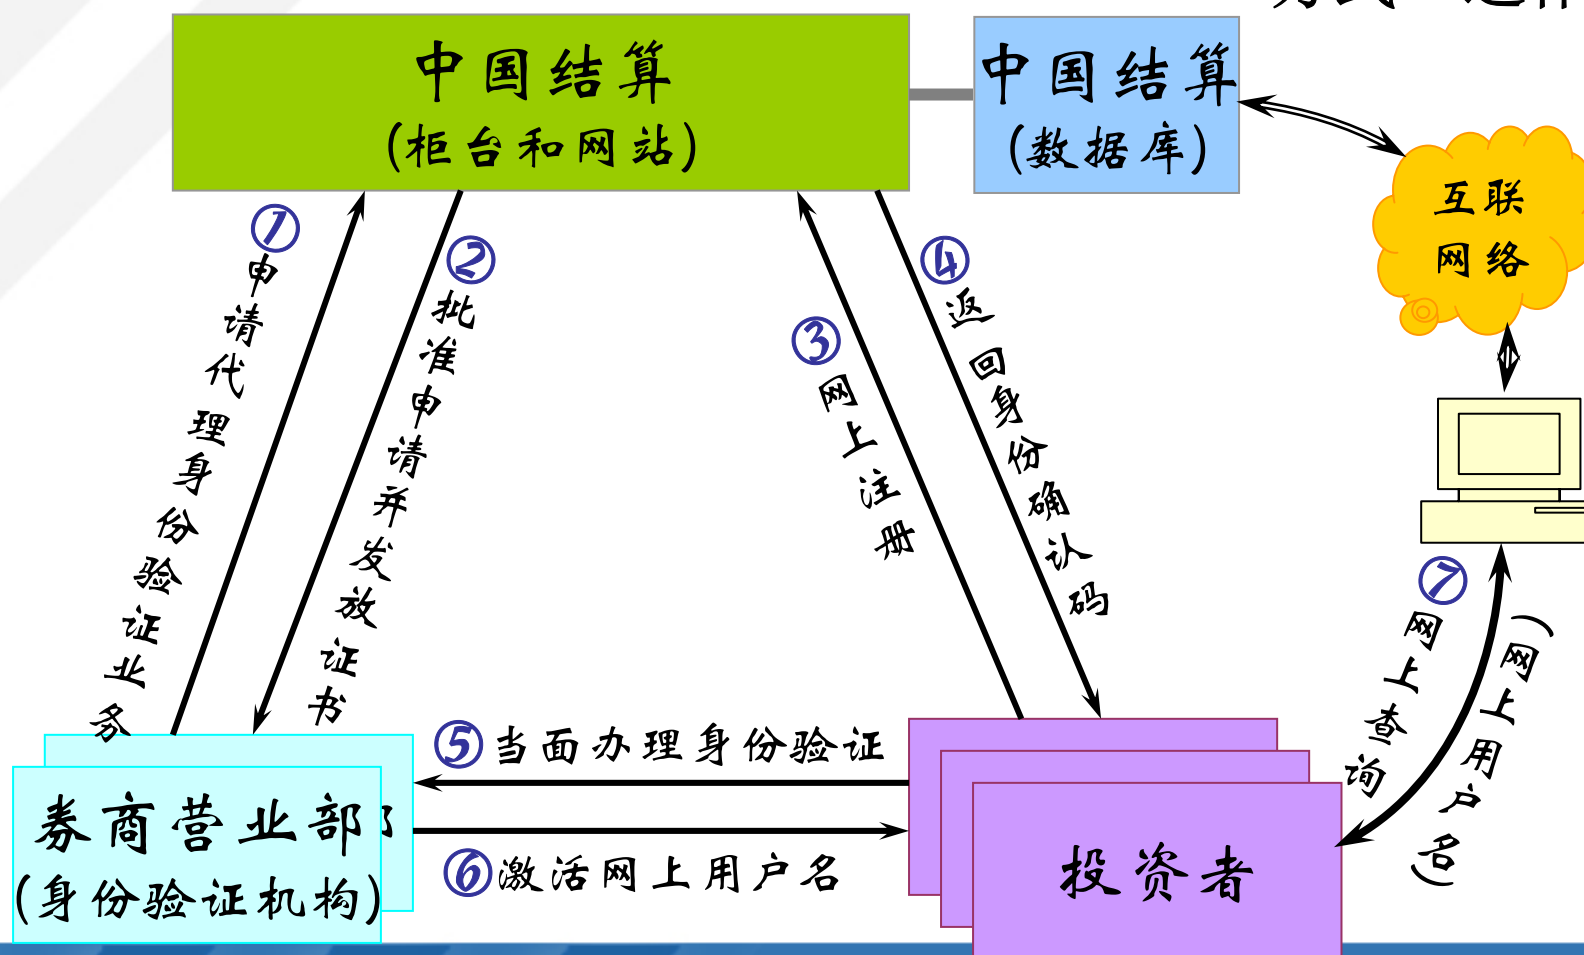 中国结算
(柜台和网站)
中国结算
(数据库)
互联
网络
①申请代理身份验证业务
②批准申请并发放证书
③网上注册
④返回身份确认码
⑤当面办理身份验证
⑥激活网上用户名
⑦网上查询
(网上用户名)
券商营业部
(身份验证机构)
投资者